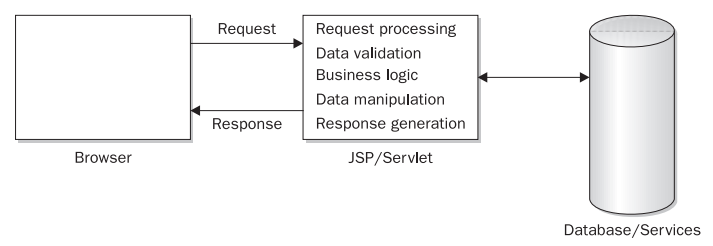 Request
Request processing
Data validation
Business logic
Data manipulation
Response
Response generation
Browser
JSP/Servlet
Database/Services